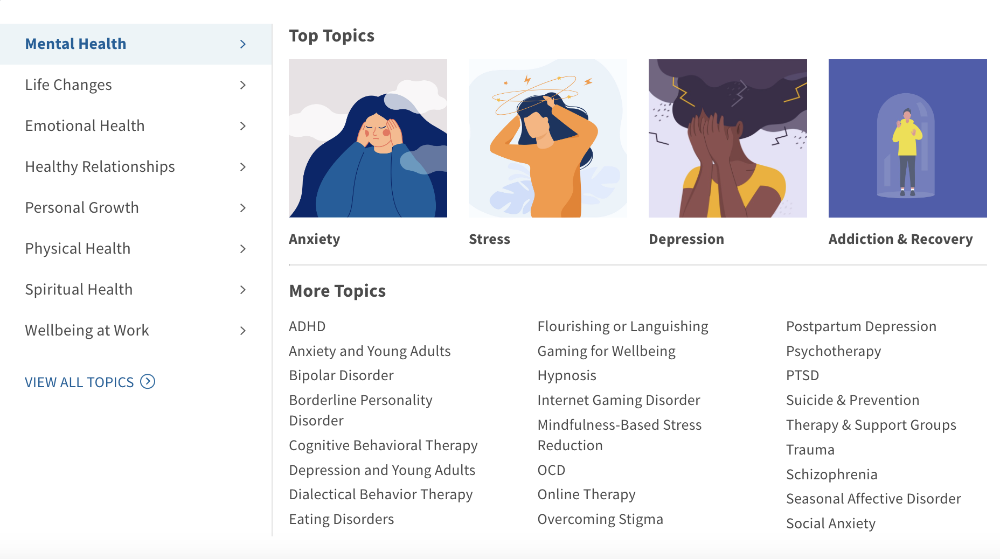 Mental Health
Life Changes
Emotional Health
Healthy Relationships
Personal Growth
Physical Health
Spiritual Health
Wellbeing at Work
VIEW ALL TOPICS
Top Topics
Anxiety
Stress
Depression
Addiction & Recovery
More Topics
ADHD
Anxiety and Young Adults
Bipolar Disorder
Borderline Personality
Disorder
Cognitive Behavioral Therapy
Depression and Young Adults
Dialectical Behavior Therapy
Eating Disorders
Flourishing or Languishing
Gaming for Wellbeing
Hypnosis
Internet Gaming Disorder
Mindfulness-Based Stress
Reduction
OCD
Online Therapy
Overcoming Stigma
Postpartum Depression
Psychotherapy
PTSD
Suicide & Prevention
Therapy & Support Groups
Trauma
Schizophrenia
Seasonal Affective Disorder
Social Anxiety